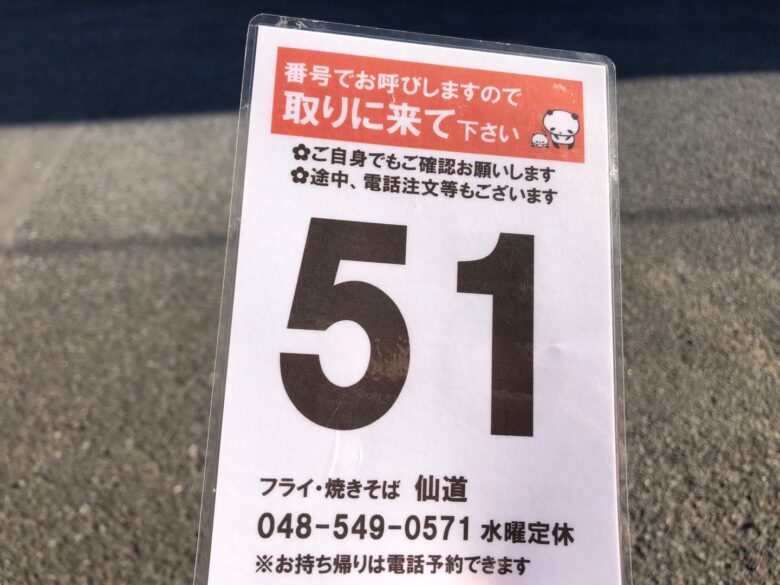 番号でお呼びしますので
取りに来て下さい
✿ご自身でもご確認お願いします
✿途中、電話注文等もございます
51
フライ・焼きそば 仙道
048-549-0571 水曜定休
※お持ち帰りは電話予約できます